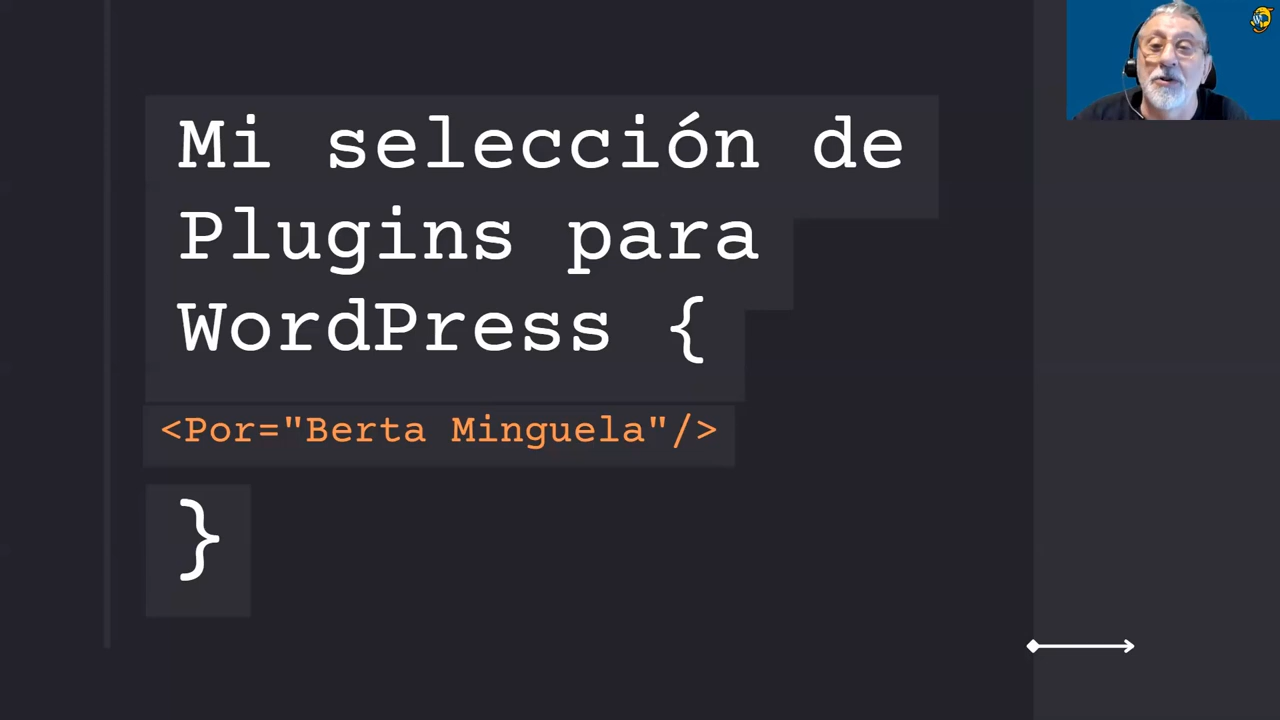 Mi selección de
Plugins para
WordPress {
<Por="Berta Minguela"/>
}